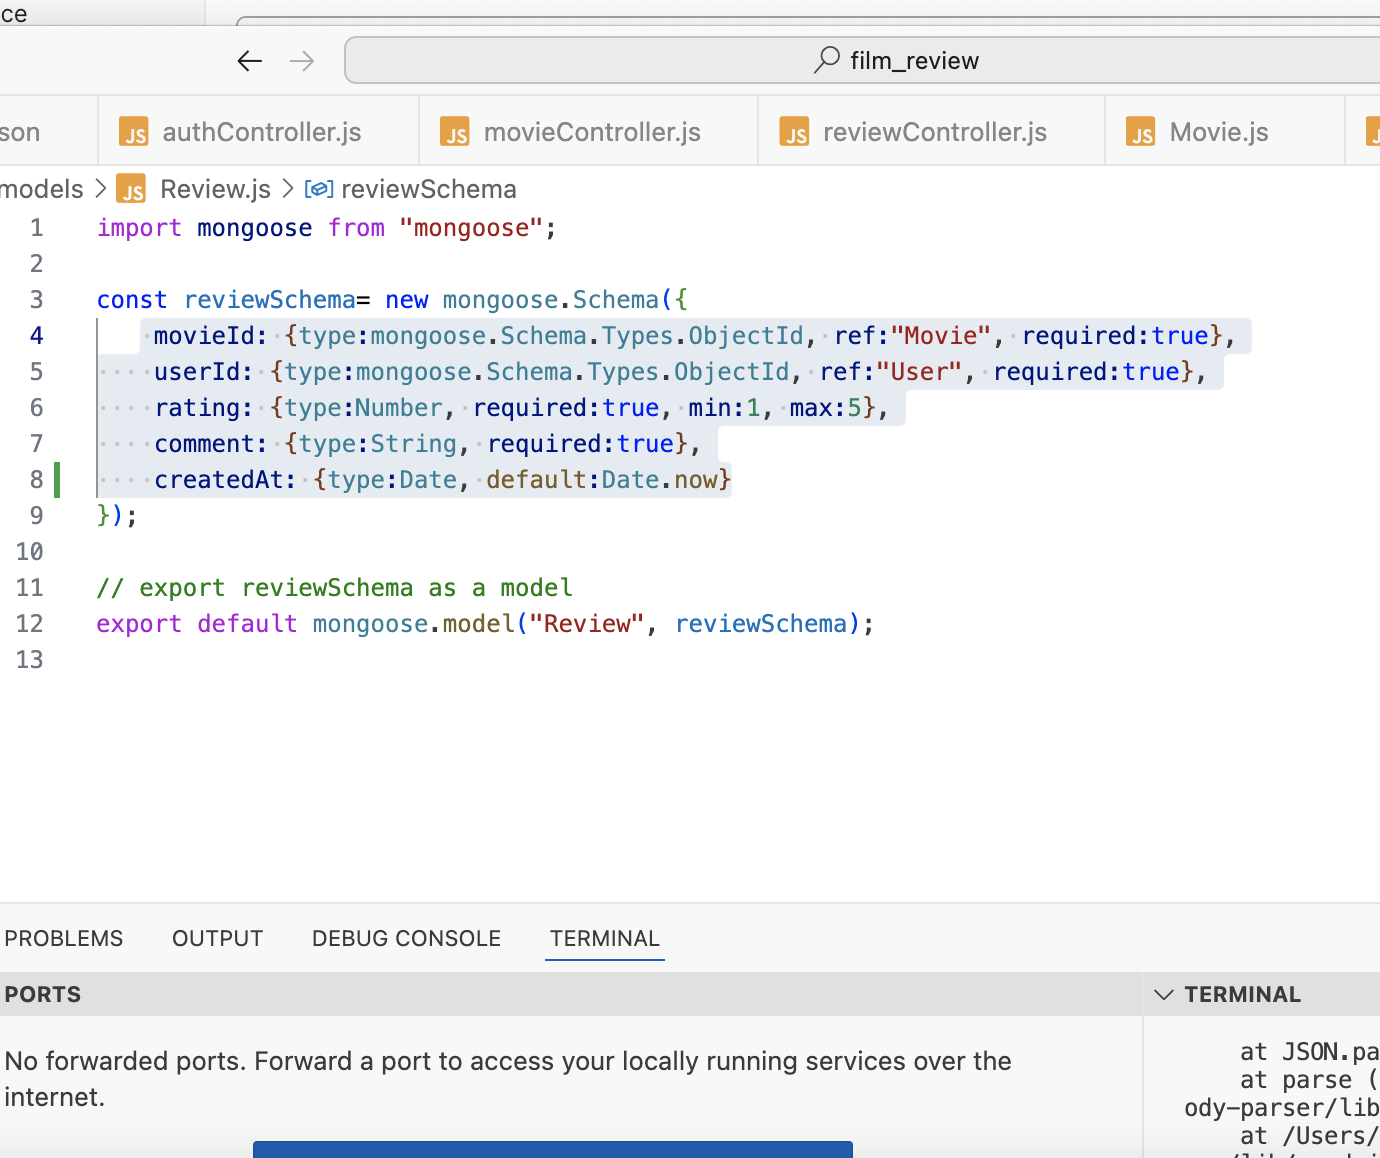 ce
film_review
son
JS authController.js
JS movieController.js
JS reviewController.js
JS Movie.js
models > JS Review.js > reviewSchema
1 import mongoose from "mongoose";
2
3 const reviewSchema= new mongoose.Schema({
4 movieId: {type:mongoose.Schema.Types.ObjectId, ref:"Movie", required:true},
5 userId: {type:mongoose.Schema.Types.ObjectId, ref:"User", required:true},
6 rating: {type:Number, required:true, min:1, max:5},
7 comment: {type:String, required:true},
8 createdAt: {type:Date, default:Date.now}
9 });
10
11 // export reviewSchema as a model
12 export default mongoose.model("Review", reviewSchema);
13
PROBLEMS OUTPUT DEBUG CONSOLE TERMINAL
PORTS
No forwarded ports. Forward a port to access your locally running services over the
internet.
TERMINAL
at JSON.pa
at parse (
ody-parser/lib
at /Users/